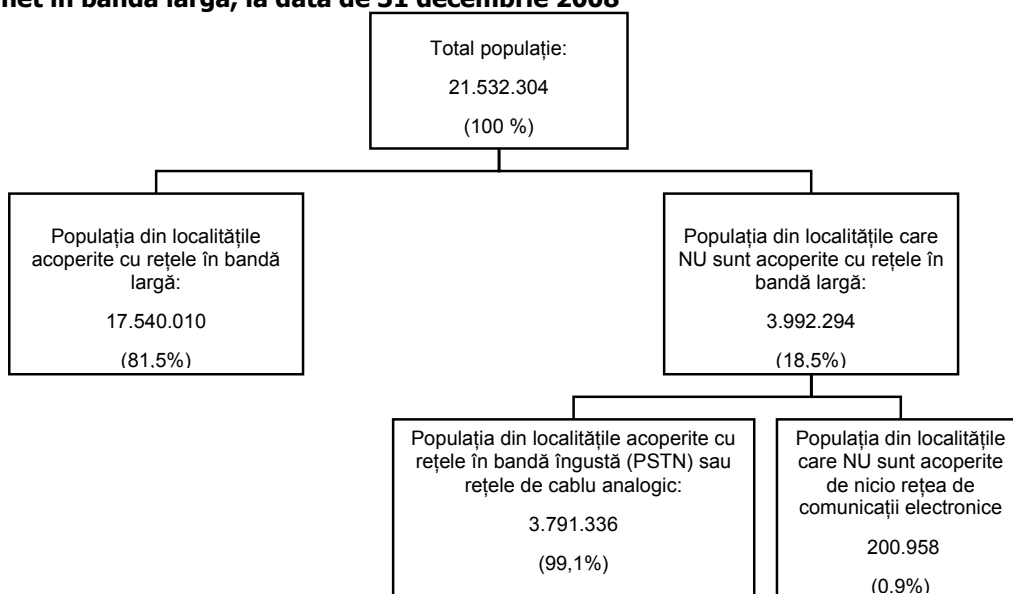 net în bandă largă, la data de 31 decembrie 2008
Total populație:
21.532.304
(100 %)
Populația din localitățile
acoperite cu rețele în bandă
largă:
17.540.010
(81,5%)
Populația din localitățile care
NU sunt acoperite cu rețele în
bandă largă:
3.992.294
(18,5%)
Populația din localitățile acoperite cu
rețele în bandă îngustă (PSTN) sau
rețele de cablu analogic:
3.791.336
(99,1%)
Populația din localitățile
care NU sunt acoperite
de nicio rețea de
comunicații electronice
200.958
(0,9%)